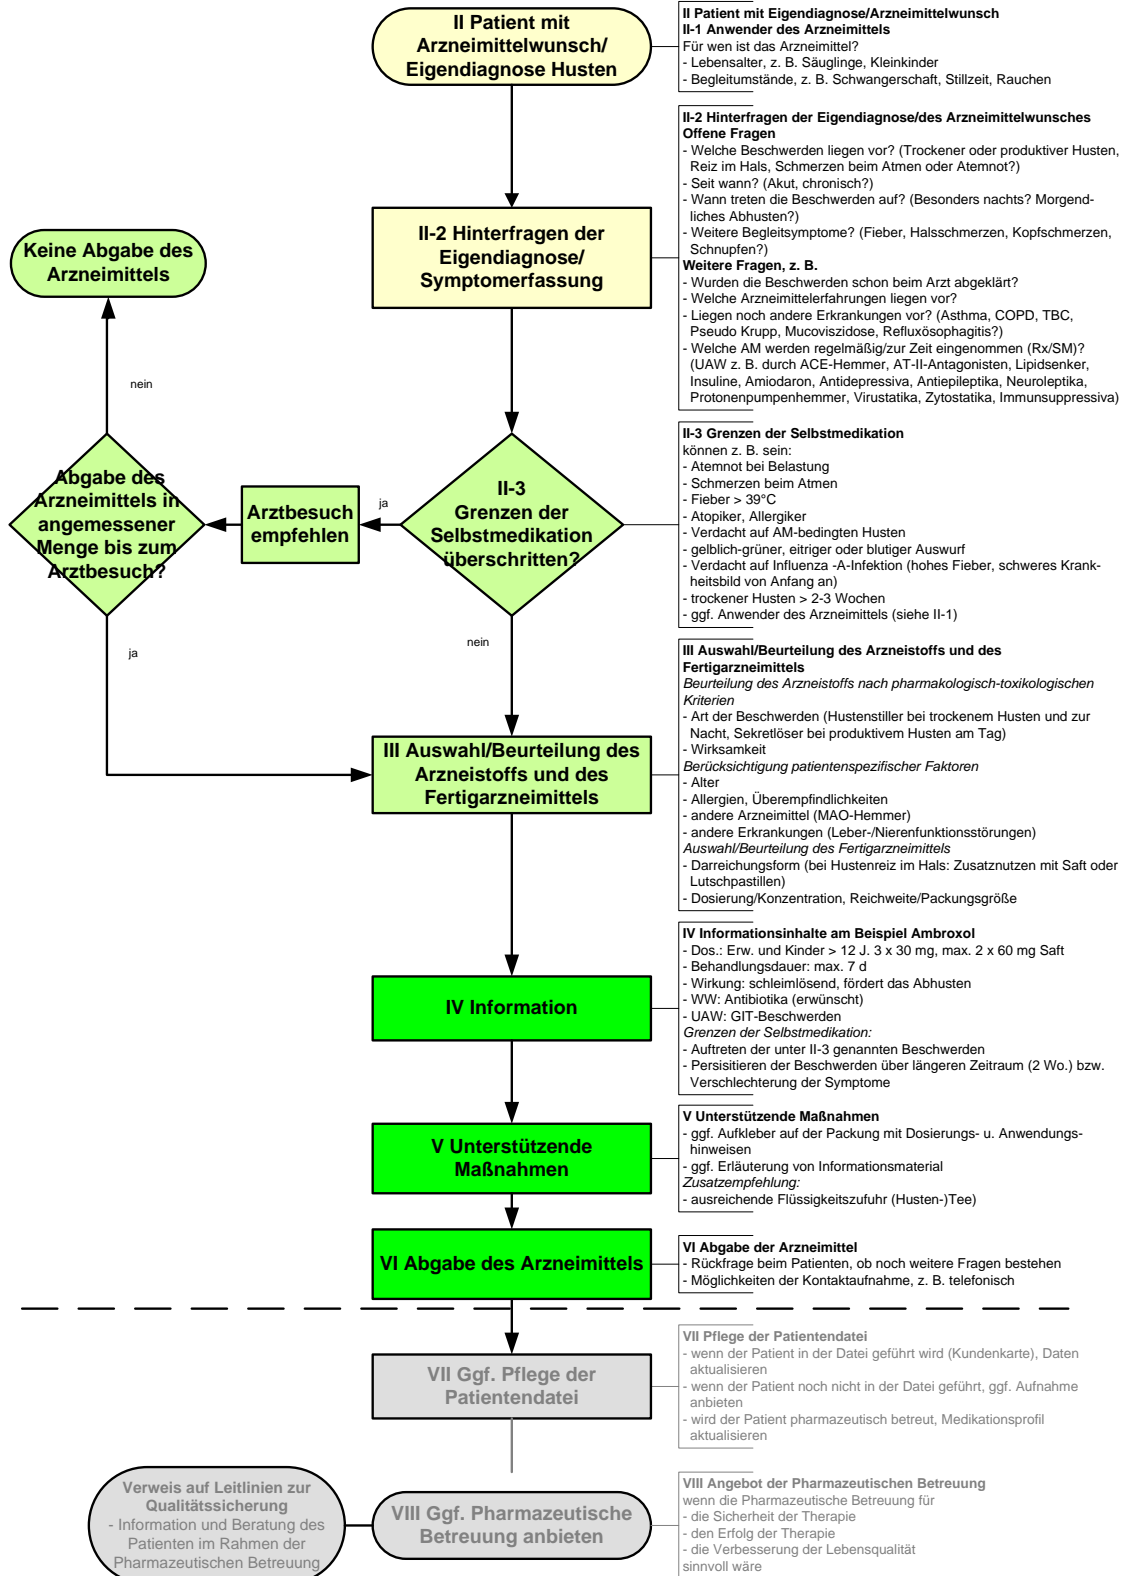 II Patient mit
Arzneimittelwunsch/
Eigendiagnose Husten
II Patient mit Eigendiagnose/Arzneimittelwunsch
II-1 Anwender des Arzneimittels
Für wen ist das Arzneimittel?
- Lebensalter, z. B. Säuglinge, Kleinkinder
- Begleitumstände, z. B. Schwangerschaft, Stillzeit, Rauchen
II-2 Hinterfragen der
Eigendiagnose/
Symptomerfassung
II-2 Hinterfragen der Eigendiagnose/des Arzneimittelwunsches
Offene Fragen
- Welche Beschwerden liegen vor? (Trockener oder produktiver Husten,
Reiz im Hals, Schmerzen beim Atmen oder Atemnot?)
- Seit wann? (Akut, chronisch?)
- Wann treten die Beschwerden auf? (Besonders nachts? Morgend-
liches Abhusten?)
- Weitere Begleitsymptome? (Fieber, Halsschmerzen, Kopfschmerzen,
Schnupfen?)
Weitere Fragen, z. B.
- Wurden die Beschwerden schon beim Arzt abgeklärt?
- Welche Arzneimittelerfahrungen liegen vor?
- Liegen noch andere Erkrankungen vor? (Asthma, COPD, TBC,
Pseudo Krupp, Mucoviszidose, Refluxösophagitis?)
- Welche AM werden regelmäßig/zur Zeit eingenommen (Rx/SM)?
(UAW z. B. durch ACE-Hemmer, AT-II-Antagonisten, Lipidsenker,
Insuline, Amiodaron, Antidepressiva, Antiepileptika, Neuroleptika,
Protonenpumpenhemmer, Virustatika, Zytostatika, Immunsuppressiva)
Keine Abgabe des
Arzneimittels
nein
Abgabe des
Arzneimittels in
angemessener
Menge bis zum
Arztbesuch?
ja
Arztbesuch
empfehlen
ja
II-3
Grenzen der
Selbstmedikation
überschritten?
nein
II-3 Grenzen der Selbstmedikation
können z. B. sein:
- Atemnot bei Belastung
- Schmerzen beim Atmen
- Fieber > 39°C
- Atopiker, Allergiker
- Verdacht auf AM-bedingten Husten
- gelblich-grüner, eitriger oder blutiger Auswurf
- Verdacht auf Influenza -A-Infektion (hohes Fieber, schweres Krank-
heitsbild von Anfang an)
- trockener Husten > 2-3 Wochen
- ggf. Anwender des Arzneimittels (siehe II-1)
III Auswahl/Beurteilung des
Arzneistoffs und des
Fertigarzneimittels
III Auswahl/Beurteilung des Arzneistoffs und des
Fertigarzneimittels
Beurteilung des Arzneistoffs nach pharmakologisch-toxikologischen
Kriterien
- Art der Beschwerden (Hustenstiller bei trockenem Husten und zur
Nacht, Sekretlöser bei produktivem Husten am Tag)
- Wirksamkeit
Berücksichtigung patientenspezifischer Faktoren
- Alter
- Allergien, Überempfindlichkeiten
- andere Arzneimittel (MAO-Hemmer)
- andere Erkrankungen (Leber-/Nierenfunktionsstörungen)
Auswahl/Beurteilung des Fertigarzneimittels
- Darreichungsform (bei Hustenreiz im Hals: Zusatznutzen mit Saft oder
Lutschpastillen)
- Dosierung/Konzentration, Reichweite/Packungsgröße
IV Information
IV Informationsinhalte am Beispiel Ambroxol
- Dos.: Erw. und Kinder > 12 J. 3 x 30 mg, max. 2 x 60 mg Saft
- Behandlungsdauer: max. 7 d
- Wirkung: schleimlösend, fördert das Abhusten
- WW: Antibiotika (erwünscht)
- UAW: GIT-Beschwerden
Grenzen der Selbstmedikation:
- Auftreten der unter II-3 genannten Beschwerden
- Persisitieren der Beschwerden über längeren Zeitraum (2 Wo.) bzw.
Verschlechterung der Symptome
V Unterstützende
Maßnahmen
V Unterstützende Maßnahmen
- ggf. Aufkleber auf der Packung mit Dosierungs- u. Anwendungs-
hinweisen
- ggf. Erläuterung von Informationsmaterial
Zusatzempfehlung:
- ausreichende Flüssigkeitszufuhr (Husten-)Tee)
VI Abgabe des Arzneimittels
VI Abgabe der Arzneimittel
- Rückfrage beim Patienten, ob noch weitere Fragen bestehen
- Möglichkeiten der Kontaktaufnahme, z. B. telefonisch
VII Ggf. Pflege der
Patientendatei
VII Pflege der Patientendatei
- wenn der Patient in der Datei geführt wird (Kundenkarte), Daten
aktualisieren
- wenn der Patient noch nicht in der Datei geführt, ggf. Aufnahme
anbieten
- wird der Patient pharmazeutisch betreut, Medikationsprofil
aktualisieren
Verweis auf Leitlinien zur
Qualitätssicherung
- Information und Beratung des
Patienten im Rahmen der
Pharmazeutischen Betreuung
VIII Ggf. Pharmazeutische
Betreuung anbieten
VIII Angebot der Pharmazeutischen Betreuung
wenn die Pharmazeutische Betreuung für
- die Sicherheit der Therapie
- den Erfolg der Therapie
- die Verbesserung der Lebensqualität
sinnvoll wäre